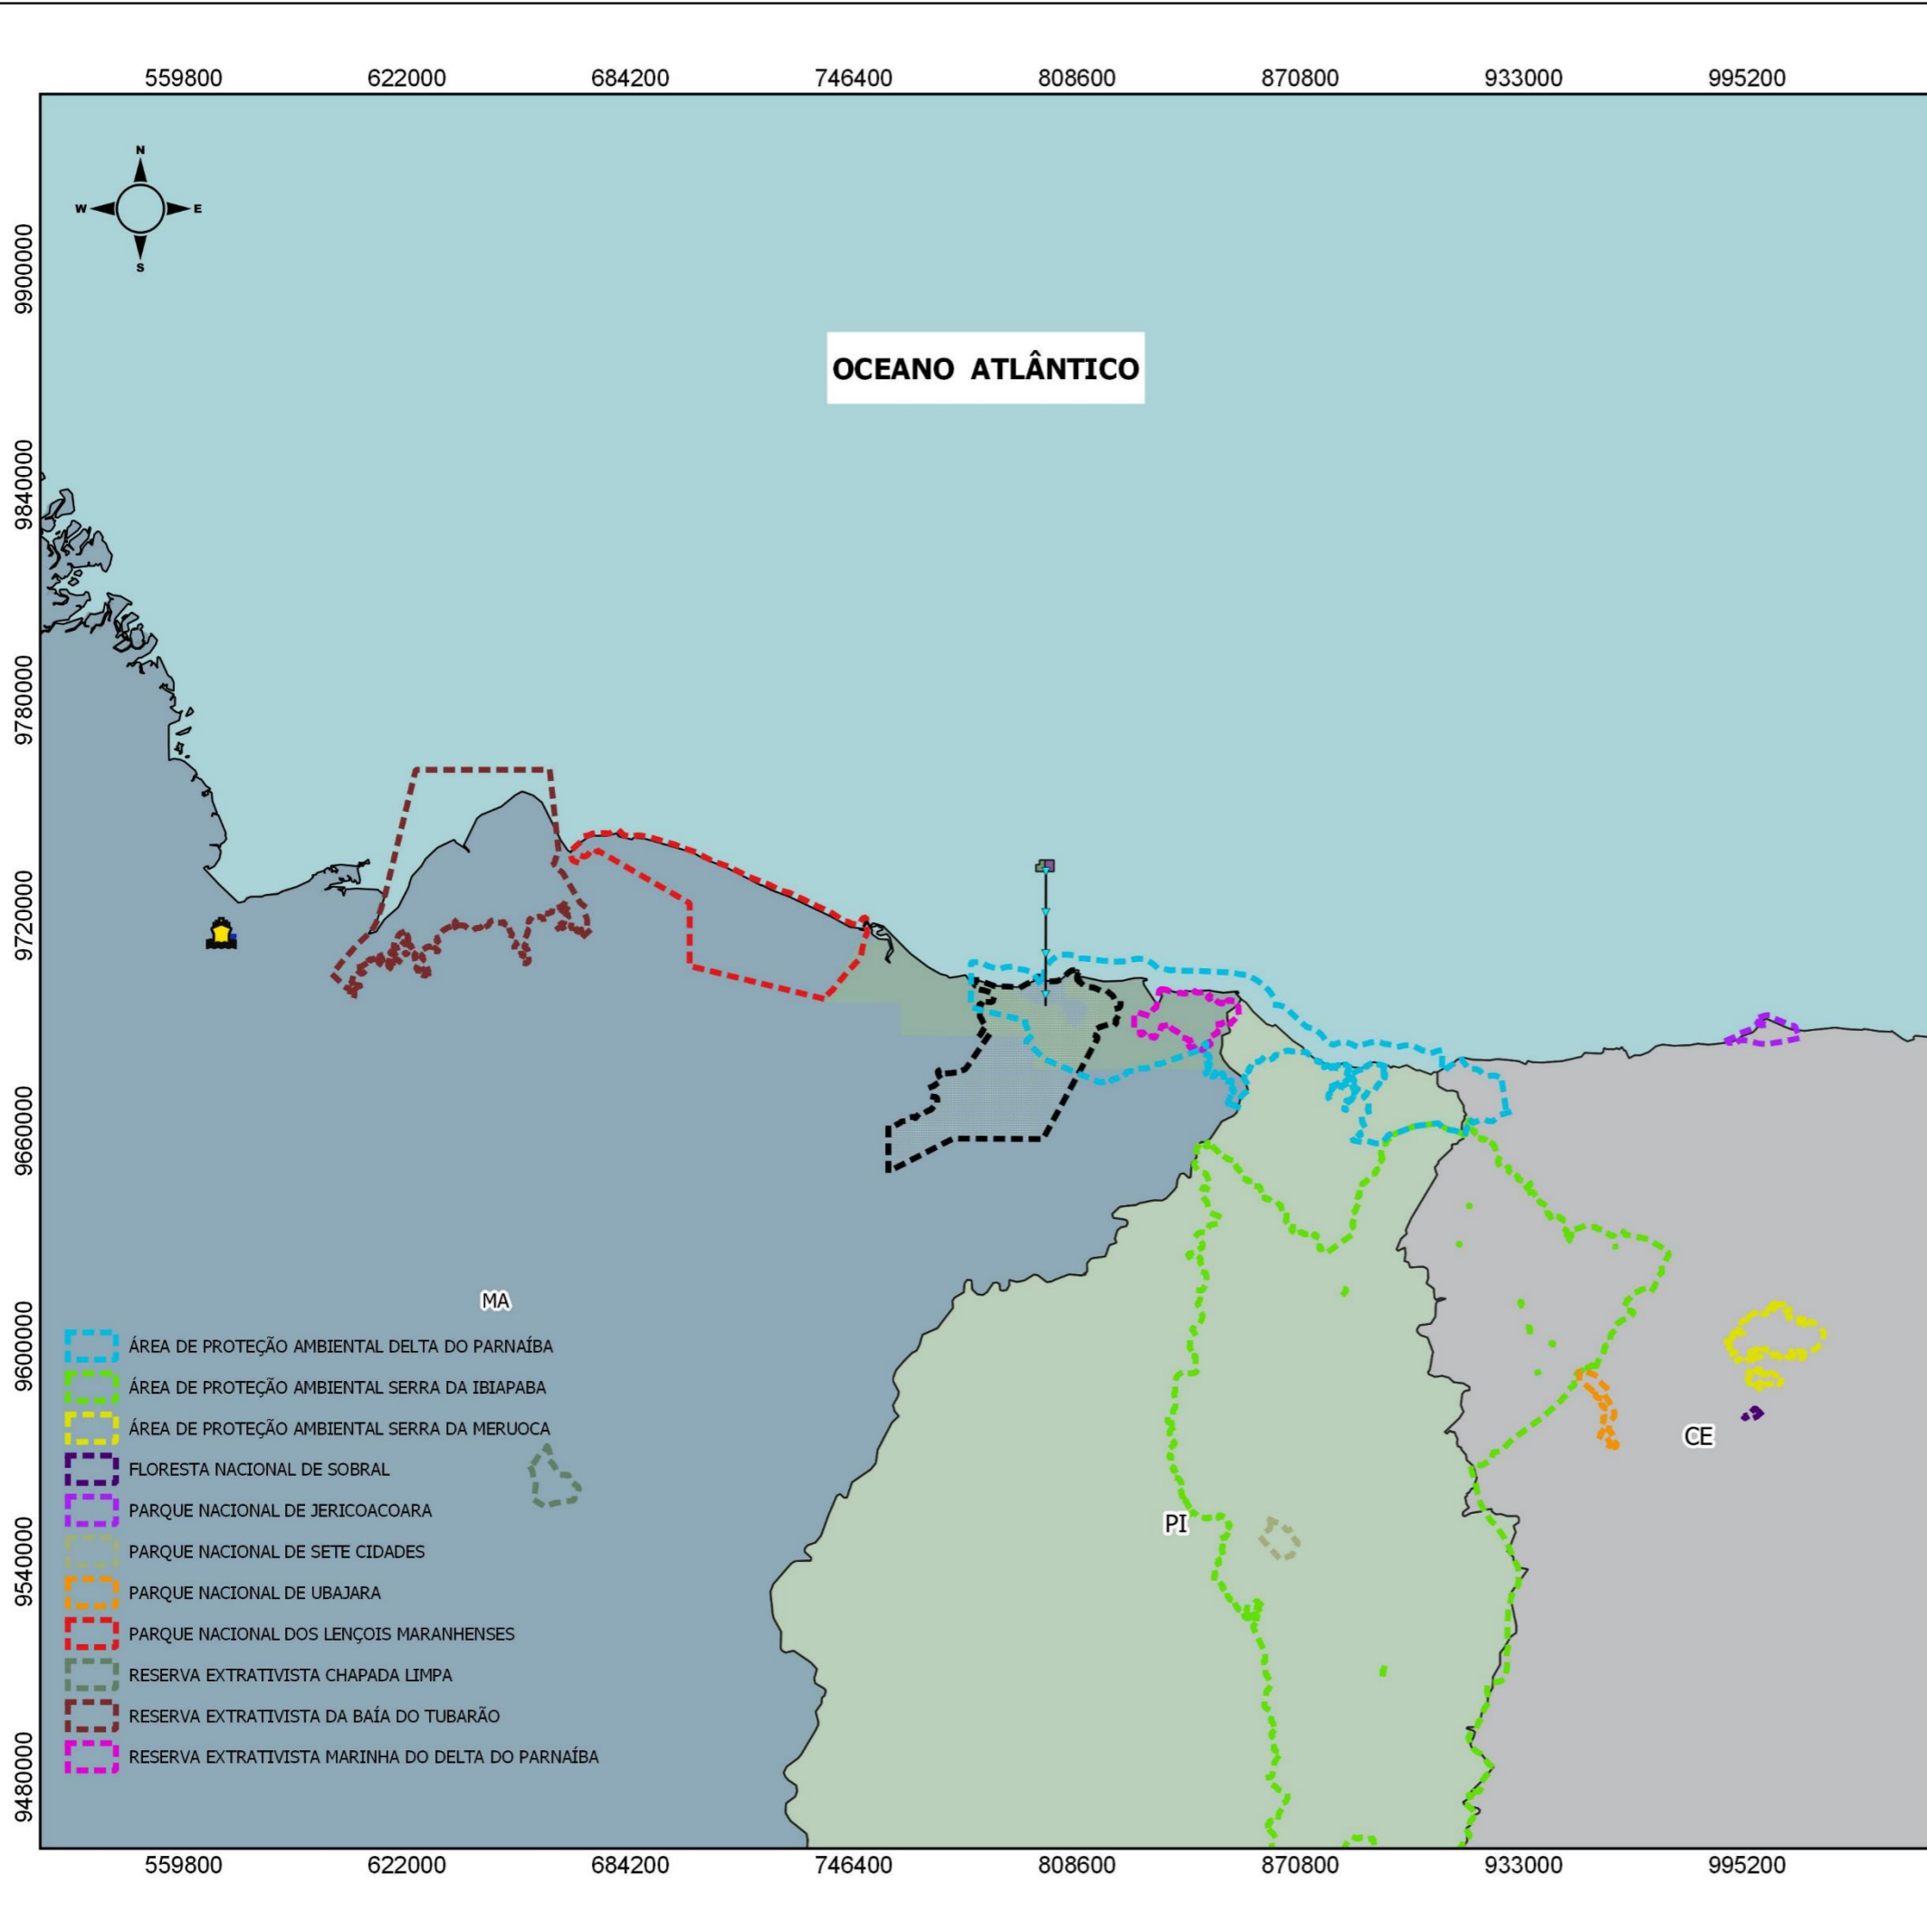 559800 622000 684200 746400 808600 870800 933000 995200
N
W E
S
9900000
OCEANO ATLÂNTICO
9840000
9780000
9720000
9660000
MA
9600000
ÁREA DE PROTEÇÃO AMBIENTAL DELTA DO PARNAÍBA
ÁREA DE PROTEÇÃO AMBIENTAL SERRA DA IBIAPABA
ÁREA DE PROTEÇÃO AMBIENTAL SERRA DA MERUOCA
CE
FLORESTA NACIONAL DE SOBRAL
PARQUE NACIONAL DE JERICOACOARA
PI
9540000
PARQUE NACIONAL DE SETE CIDADES
PARQUE NACIONAL DE UBAJARA
PARQUE NACIONAL DOS LENÇOIS MARANHENSES
RESERVA EXTRATIVISTA CHAPADA LIMPA
RESERVA EXTRATIVISTA DA BAÍA DO TUBARÃO
RESERVA EXTRATIVISTA MARINHA DO DELTA DO PARNAÍBA
9480000
559800 622000 684200 746400 808600 870800 933000 995200